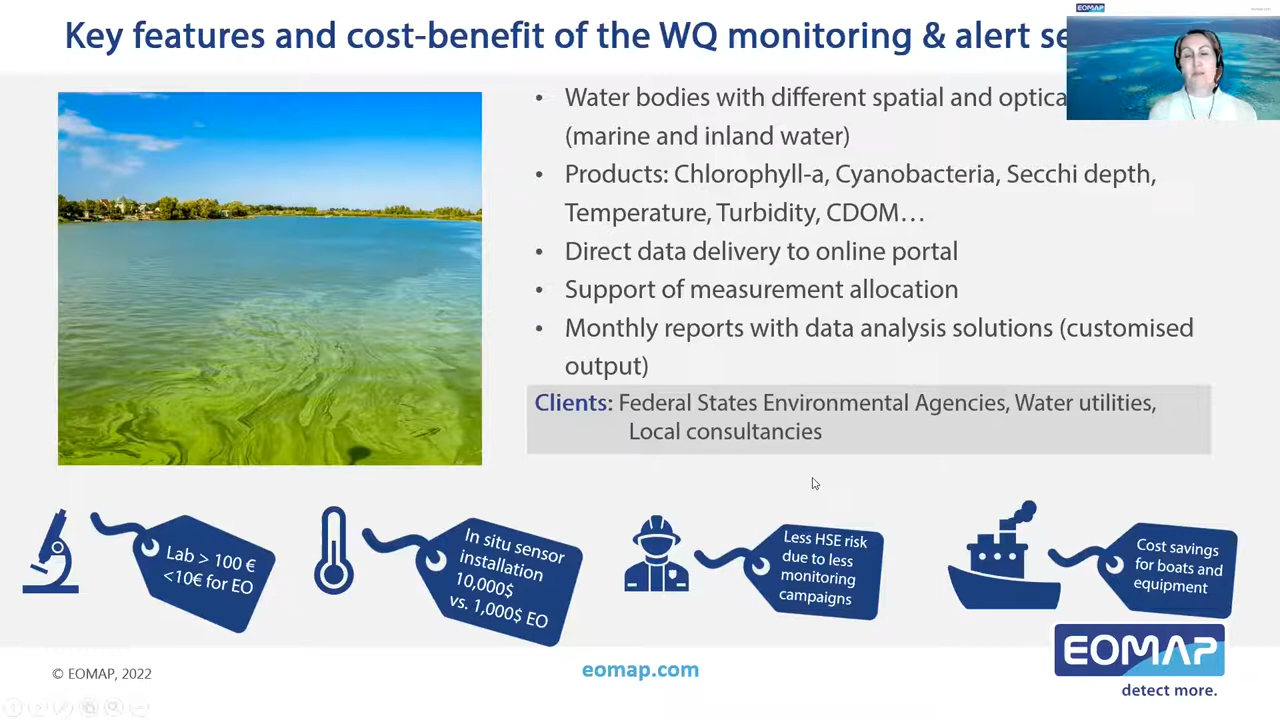 Key features and cost-benefit of the WQ monitoring & alert
• Water bodies with different spatial and
(marine and inland water)
• Products: Chlorophyll-a, Cyanobacteria, Secchi depth,
Temperature, Turbidity, CDOM…
• Direct data delivery to online portal
• Support of measurement allocation
• Monthly reports with data analysis solutions (customised
output)
Clients: Federal States Environmental Agencies, Water utilities,
Local consultancies
Lab > 100 €
<10€ for EO
In situ sensor
installation
10,000$
vs. 1,000$ EO
Less HSE risk
due to less
monitoring
campaigns
Cost savings
for boats and
equipment
© EOMAP, 2022
eomap.com
EOMAP
detect more.
EOMAP